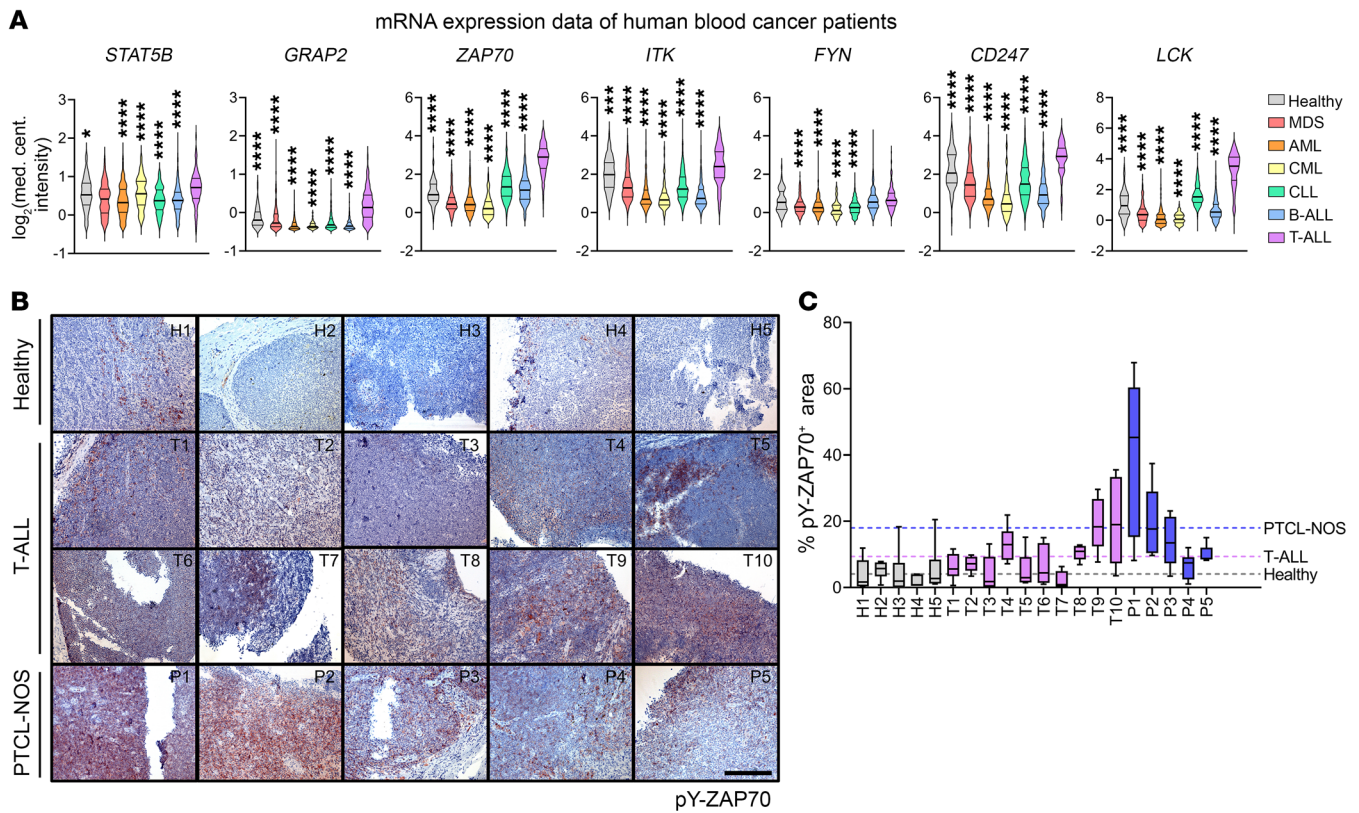 A
mRNA expression data of human blood cancer patients
STAT5B
GRAP2
ZAP70
ITK
FYN
CD247
LCK
log2(med. cent. intensity)
3
2
1
0
-1
* **** **** **** ****
3
2
1
0
-1
**** **** **** **** **** ****
6
4
2
0
-2
**** **** **** **** **** ****
6
4
2
0
-2
*** **** **** **** **** ****
6
4
2
0
-2
**** **** **** ****
6
4
2
0
-2
**** **** **** **** **** ****
8
6
4
2
0
-2
**** **** **** **** **** ****
Healthy
MDS
AML
CML
CLL
B-ALL
T-ALL
B
Healthy
H1 H2 H3 H4 H5
T-ALL
T1 T2 T3 T4 T5
T6 T7 T8 T9 T10
PTCL-NOS
P1 P2 P3 P4 P5
pY-ZAP70
C
% pY-ZAP70+ area
80
60
40
20
0
PTCL-NOS
T-ALL
Healthy
H1 H2 H3 H4 H5 T1 T2 T3 T4 T5 T6 T7 T8 T9 T10 P1 P2 P3 P4 P5